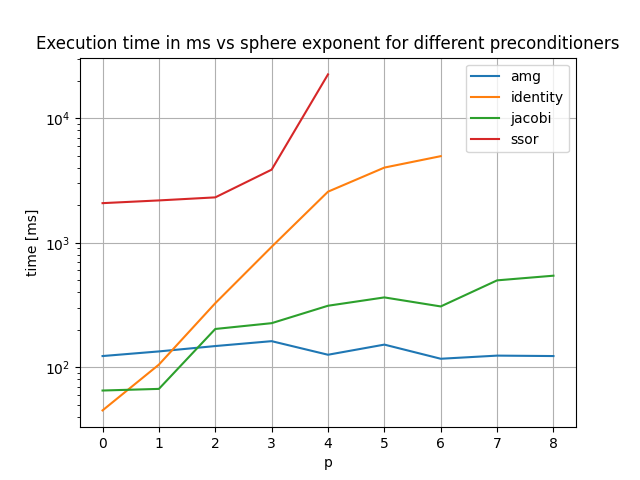 Execution time in ms vs sphere exponent for different preconditioners
amg
identity
jacobi
ssor
10^4
10^3
10^2
time [ms]
0 1 2 3 4 5 6 7 8
p